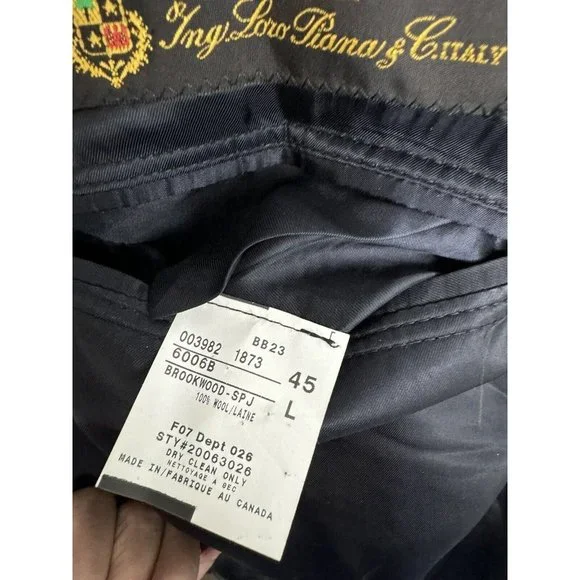 & Ing. Loro Piana & C. ITALY
BB23
003982 1873
6006B
45
BROOKWOOD-SPJ
L
100% WOOL/LAINE
F07 Dept 026
STY#20063026
DRY CLEAN ONLY
NETTOYAGE A SEC
MADE IN/FABRIQUE AU CANADA